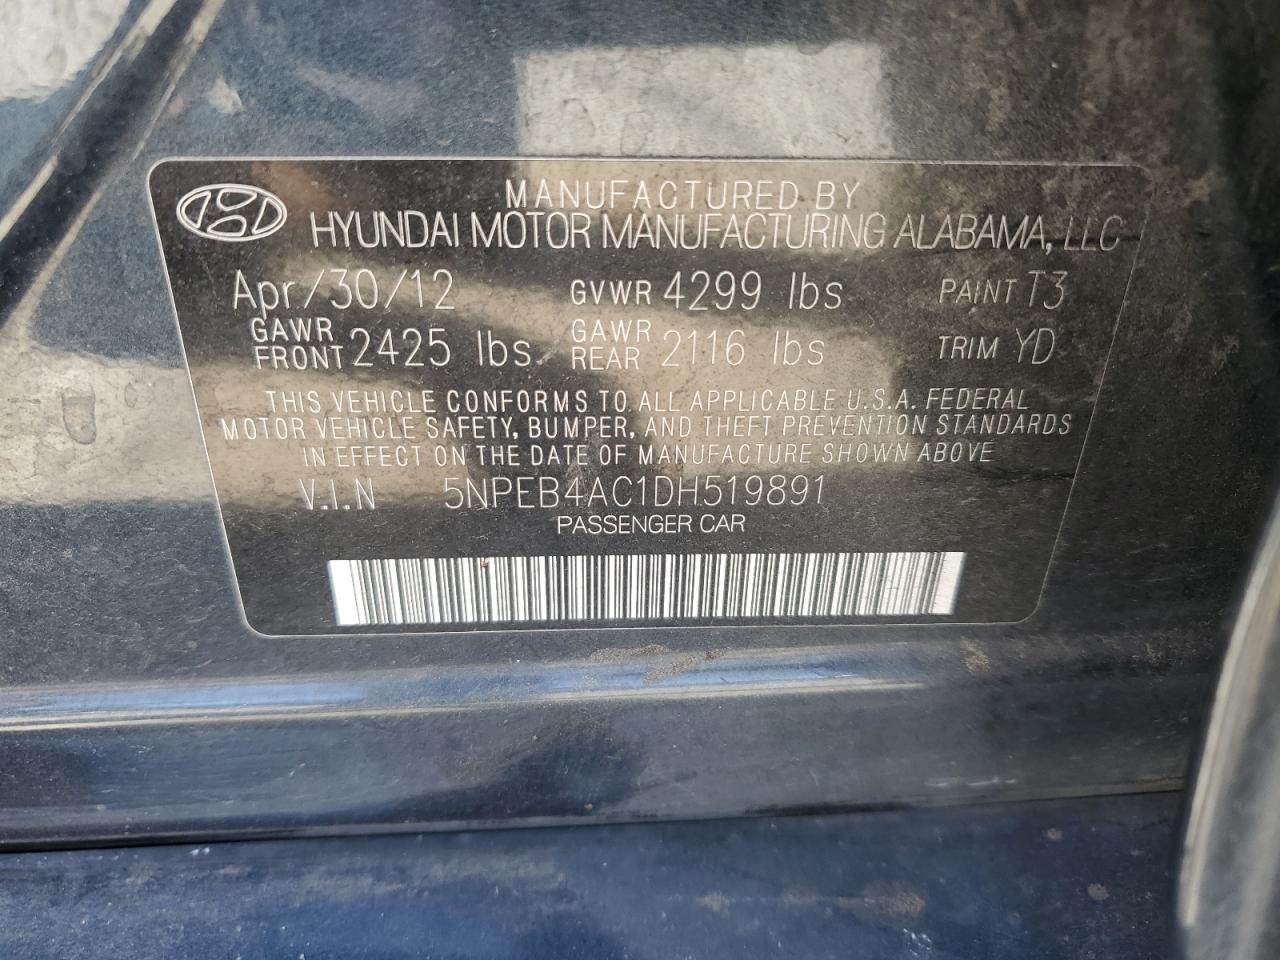 MANUFACTURED BY
HYUNDAI MOTOR MANUFACTURING ALABAMA, LLC
Apr/30/12 GVWR 4299 lbs PAINT T3
GAWR FRONT 2425 lbs GAWR REAR 2116 lbs TRIM YD
THIS VEHICLE CONFORMS TO ALL APPLICABLE U.S.A. FEDERAL
MOTOR VEHICLE SAFETY, BUMPER, AND THEFT PREVENTION STANDARDS
IN EFFECT ON THE DATE OF MANUFACTURE SHOWN ABOVE
V.I.N 5NPEB4AC1DH519891
PASSENGER CAR